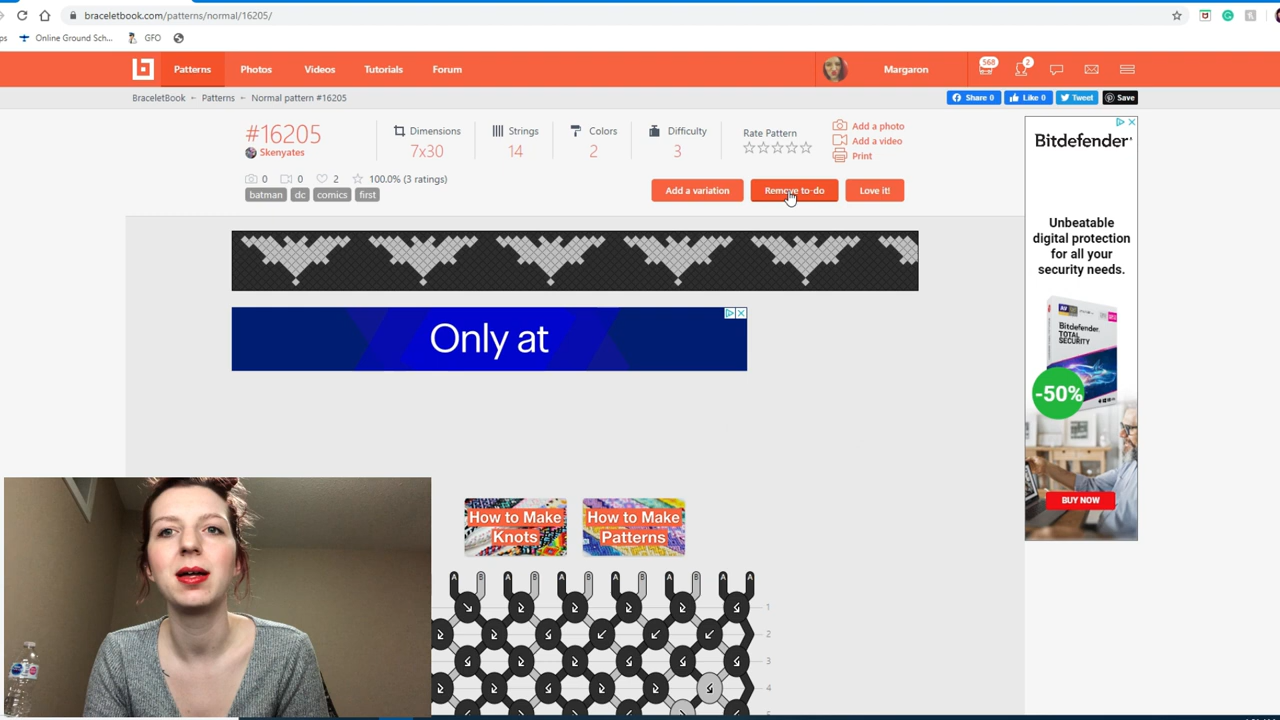 braceletbook.com/patterns/normal/16205/
ps Online Ground Sch... GFO
Patterns Photos Videos Tutorials Forum Margaron 568 2
BraceletBook ← Patterns ← Normal pattern #16205 Share 0 Like 0 Tweet Save
#16205
Skenyates
Dimensions Strings Colors Difficulty
7x30 14 2 3
Rate Pattern
Add a photo
Add a video
Print
0 0 2 100.0% (3 ratings)
batman dc comics first
Add a variation Remove to-do Love it!
Only at
Bitdefender
Unbeatable
digital protection
for all your
security needs.
Bitdefender
TOTAL
SECURITY
-50%
BUY NOW
How to Make
Knots
How to Make
Patterns
A B A B A B A B A B A A
1
2
3
4